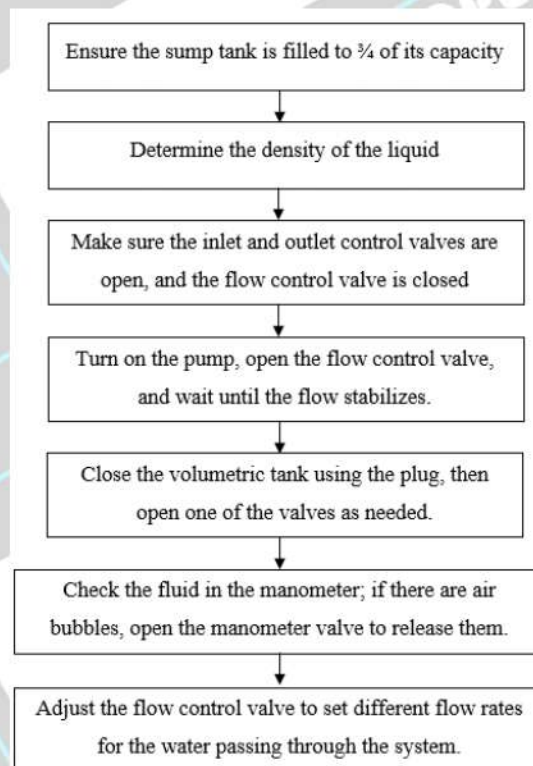 Ensure the sump tank is filled to ¾ of its capacity
Determine the density of the liquid
Make sure the inlet and outlet control valves are
open, and the flow control valve is closed
Turn on the pump, open the flow control valve,
and wait until the flow stabilizes.
Close the volumetric tank using the plug, then
open one of the valves as needed.
Check the fluid in the manometer; if there are air
bubbles, open the manometer valve to release them.
Adjust the flow control valve to set different flow rates
for the water passing through the system.